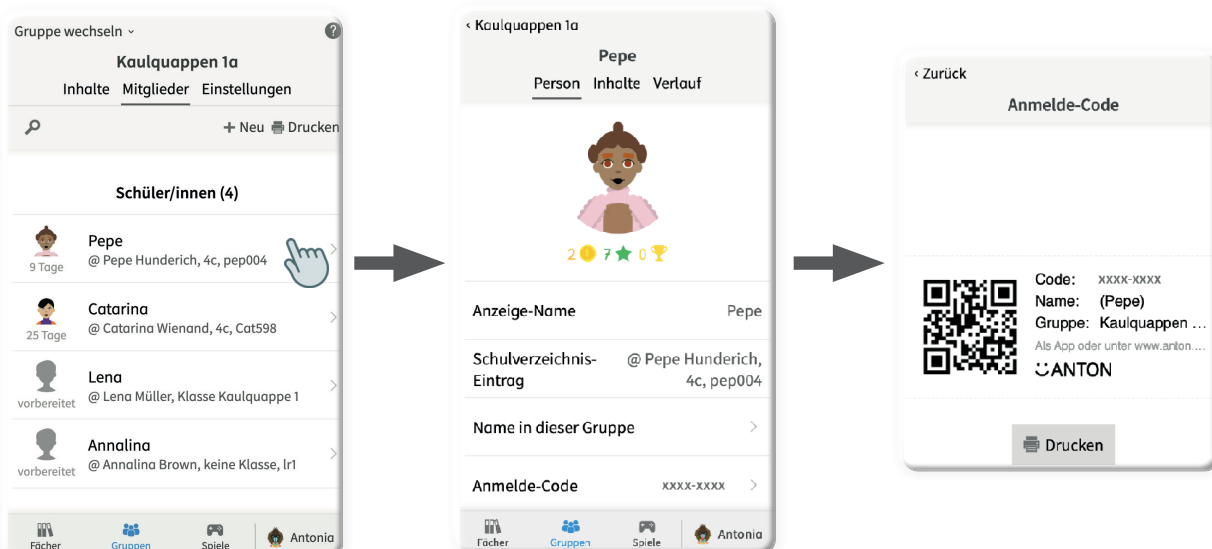 Gruppe wechseln
?
Kaulquappen 1a
Inhalte Mitglieder Einstellungen
+ Neu Drucken
Schüler/innen (4)
Pepe
@ Pepe Hunderich, 4c, pep004
9 Tage
Catarina
@ Catarina Wienand, 4c, Cat598
25 Tage
Lena
@ Lena Müller, Klasse Kaulquappe 1
vorbereitet
Annalina
@ Annalina Brown, keine Klasse, lr1
vorbereitet
Fächer Gruppen Spiele Antonia
‹ Kaulquappen 1a
Pepe
Person Inhalte Verlauf
2 7 0
Anzeige-Name Pepe
Schulverzeichnis- @ Pepe Hunderich,
Eintrag 4c, pep004
Name in dieser Gruppe
Anmelde-Code xxxx-xxxx
Fächer Gruppen Spiele Antonia
‹ Zurück
Anmelde-Code
Code: xxxx-xxxx
Name: (Pepe)
Gruppe: Kaulquappen ...
Als App oder unter www.anton....
ANTON
Drucken